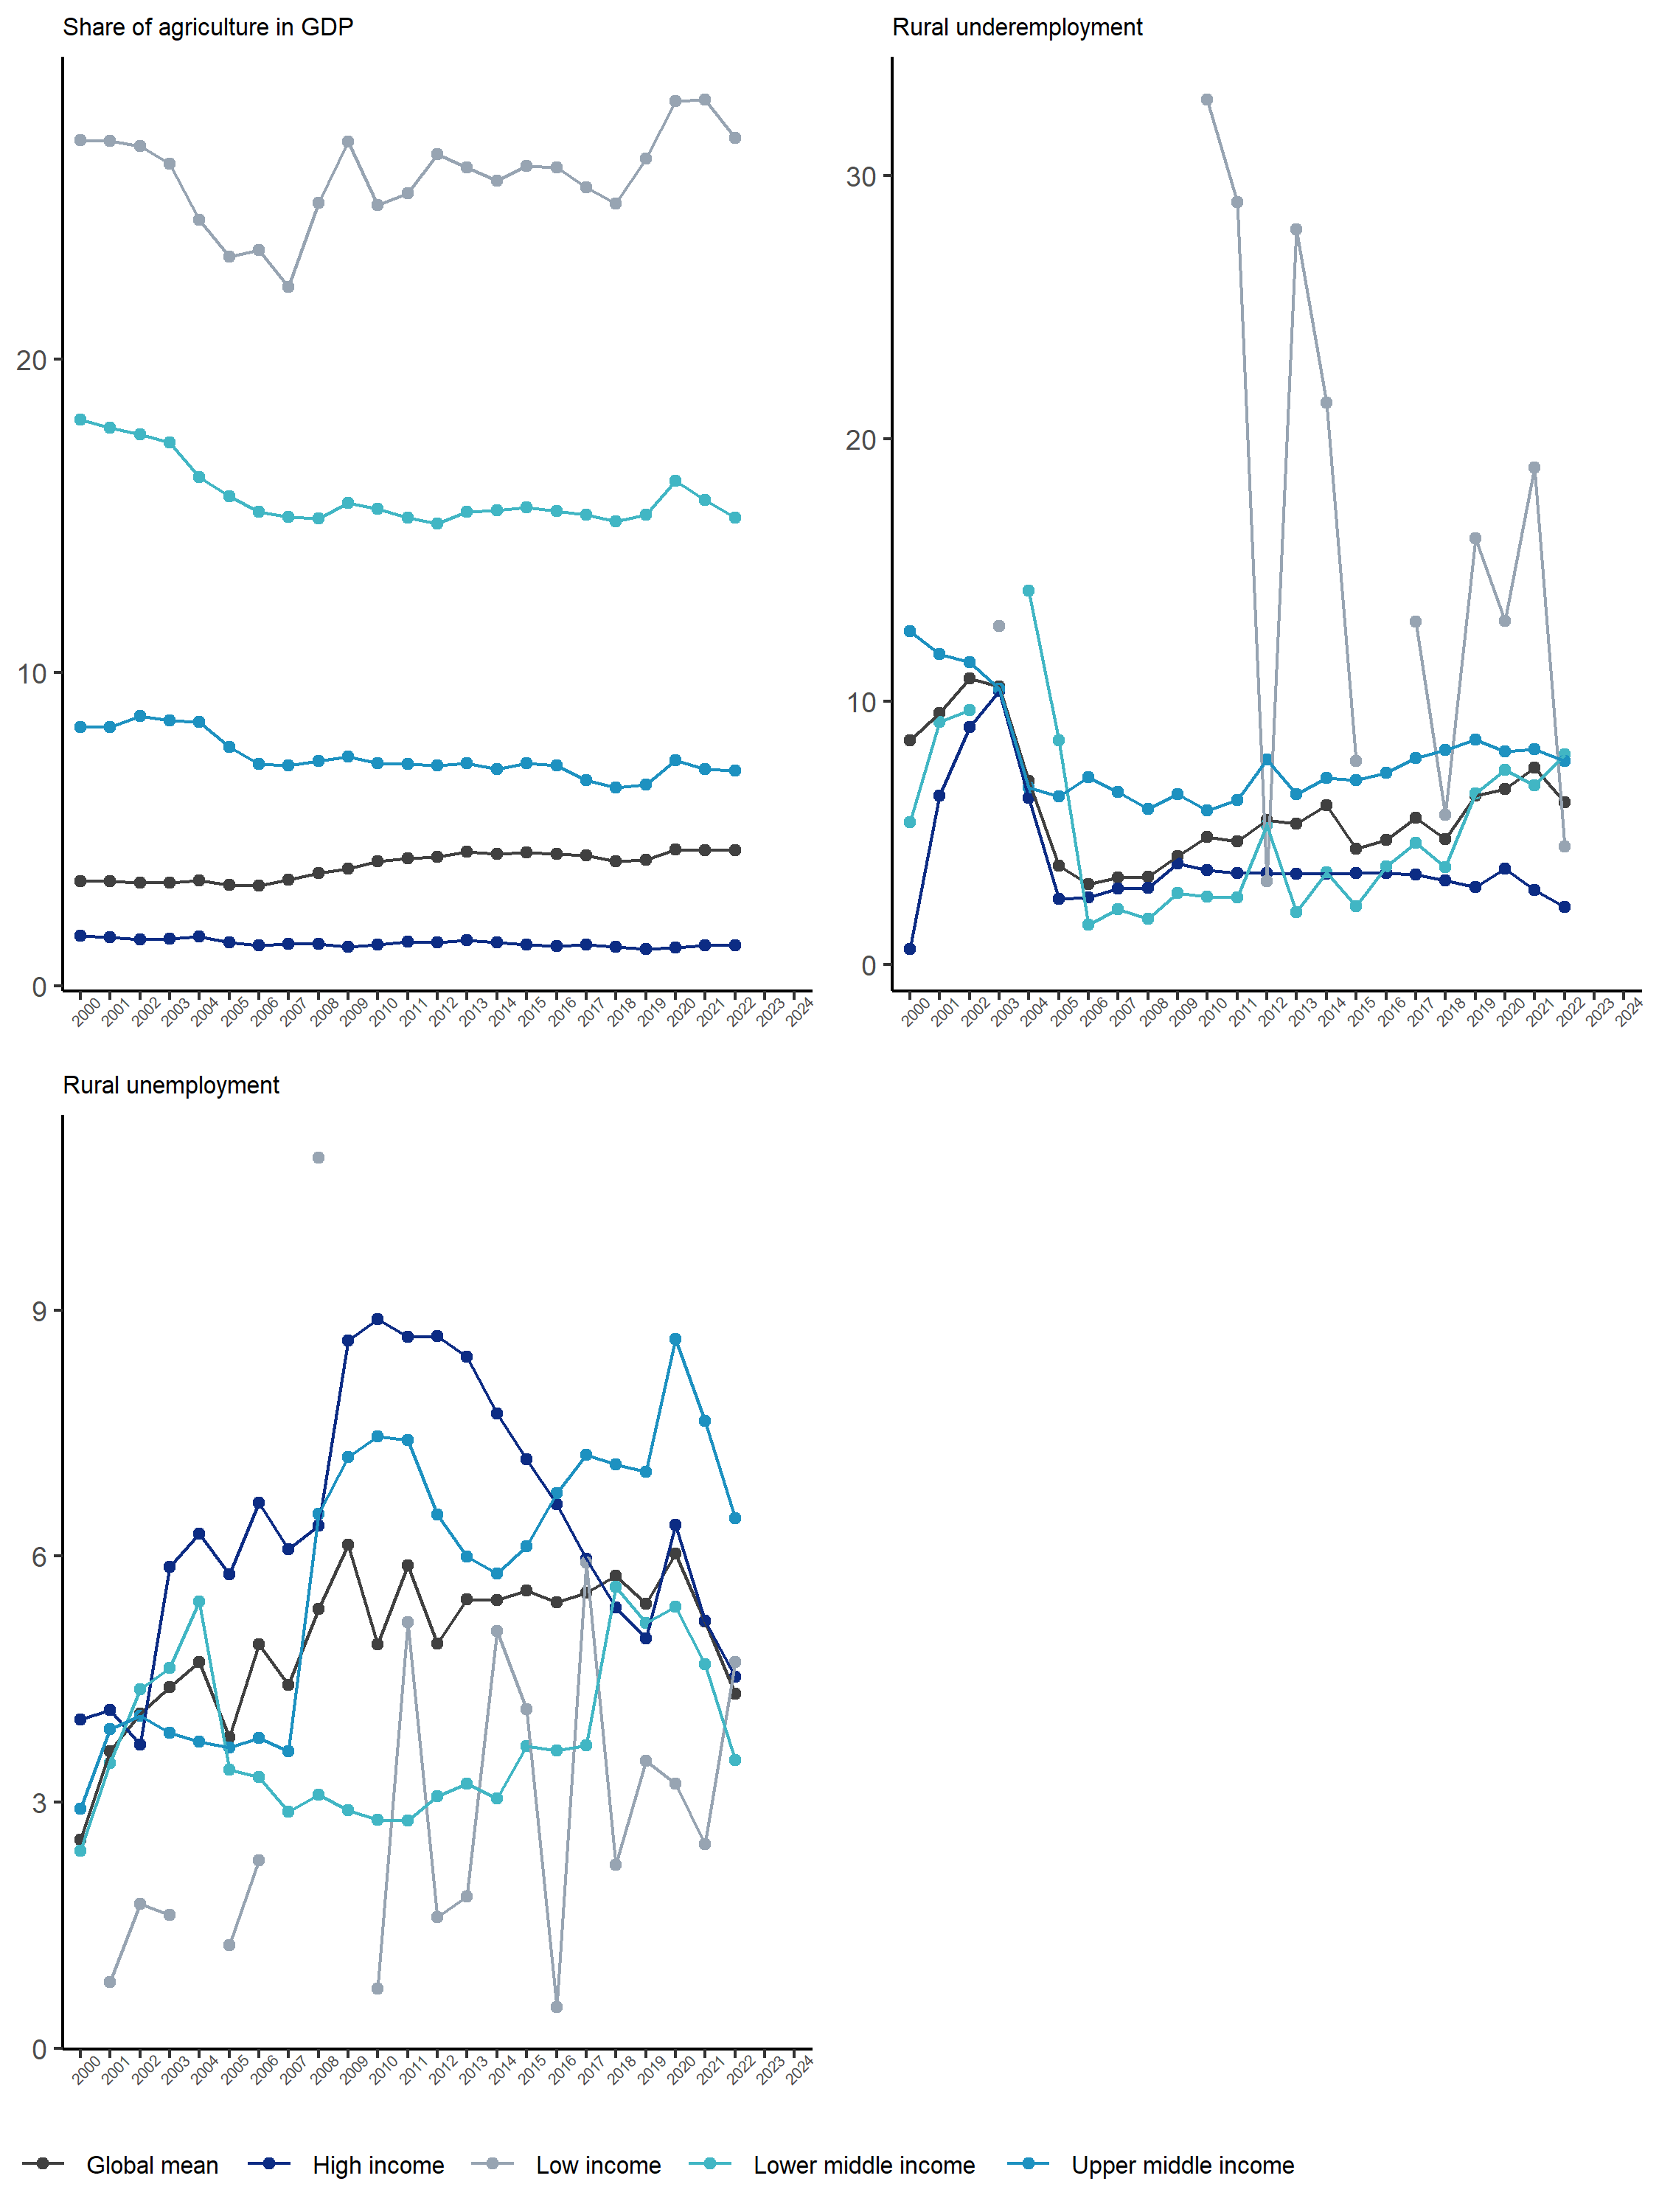 Share of agriculture in GDP
20
10
0
2000 2001 2002 2003 2004 2005 2006 2007 2008 2009 2010 2011 2012 2013 2014 2015 2016 2017 2018 2019 2020 2021 2022 2023 2024
Rural underemployment
30
20
10
0
2000 2001 2002 2003 2004 2005 2006 2007 2008 2009 2010 2011 2012 2013 2014 2015 2016 2017 2018 2019 2020 2021 2022 2023 2024
Rural unemployment
9
6
3
0
2000 2001 2002 2003 2004 2005 2006 2007 2008 2009 2010 2011 2012 2013 2014 2015 2016 2017 2018 2019 2020 2021 2022 2023 2024
Global mean High income Low income Lower middle income Upper middle income